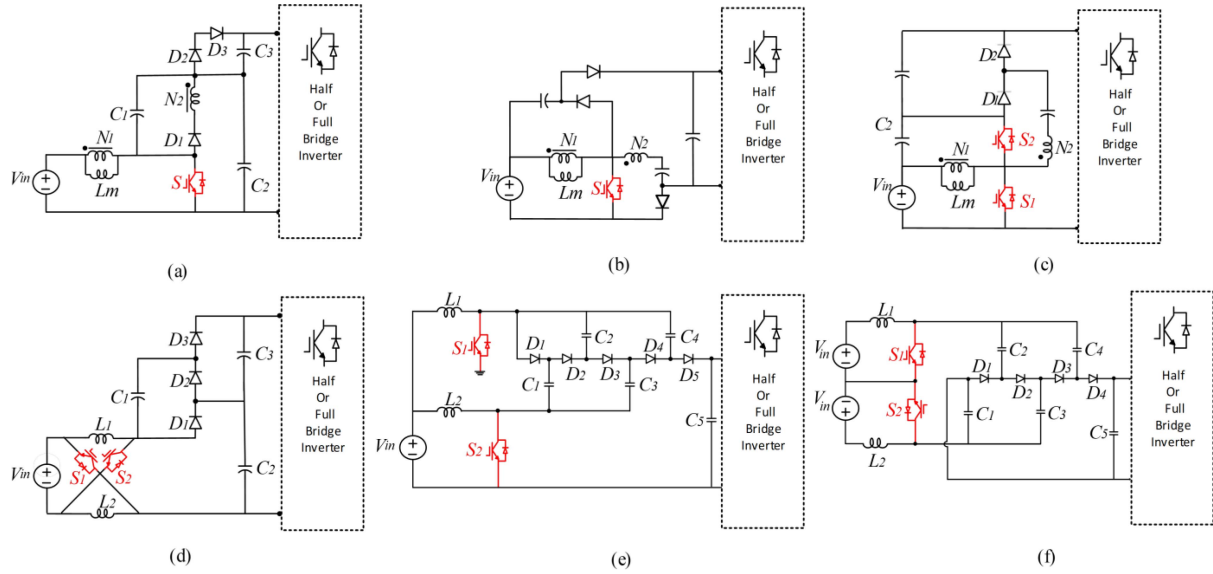 D3
D2
C3
N2
C1
D1
N1
Lm
Vin
S
C2
Half
Or
Full
Bridge
Inverter
(a)
N1
N2
Lm
Vin
S
Half
Or
Full
Bridge
Inverter
(b)
D2
D1
C2
S2
N1
N2
Vin
Lm
S1
Half
Or
Full
Bridge
Inverter
(c)
D3
C3
D2
C1
D1
L1
Vin
S1
S2
C2
L2
Half
Or
Full
Bridge
Inverter
(d)
L1
S1
D1
C2
D4
C4
C1
D2
D3
C3
D5
L2
C5
Vin
S2
Half
Or
Full
Bridge
Inverter
(e)
L1
Vin
S1
C2
C4
D1
D3
Vin
S2
C1
D2
C3
D4
C5
L2
Half
Or
Full
Bridge
Inverter
(f)